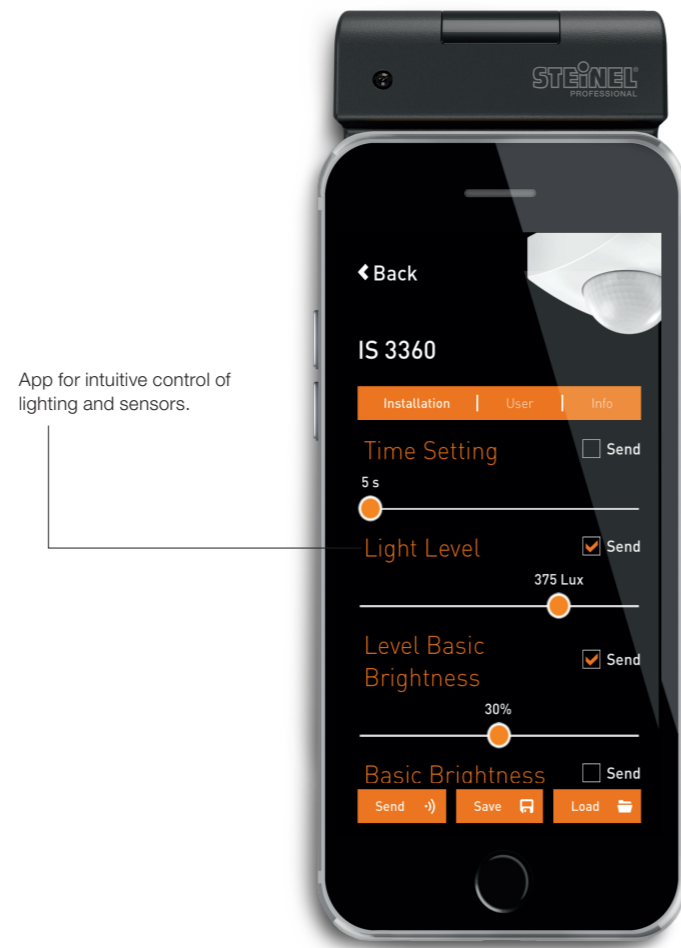 STEINEL®
PROFESSIONAL
Back
IS 3360
Installation | User | Info
Time Setting
Send
5 s
Light Level
Send
375 Lux
Level Basic
Brightness
Send
30%
Basic Brightness
Send
Send
Save
Load
App for intuitive control of
lighting and sensors.